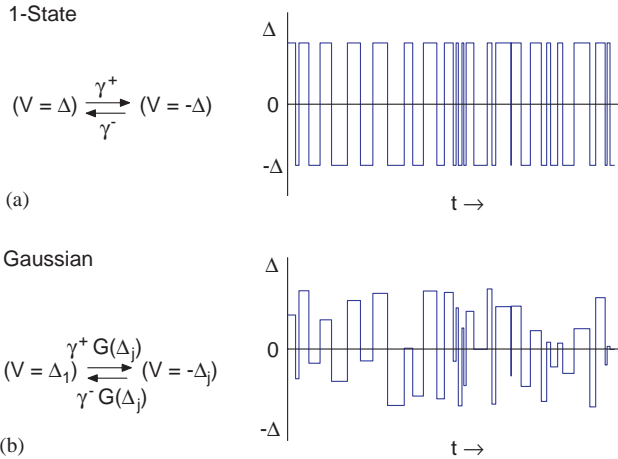 1-State
Δ
γ⁺
(V = Δ) ⇌ (V = -Δ)
γ⁻
0
-Δ
(a)
t →
Gaussian
Δ
γ⁺ G(Δⱼ)
(V = Δ₁) ⇌ (V = -Δⱼ)
γ⁻ G(Δⱼ)
0
-Δ
(b)
t →